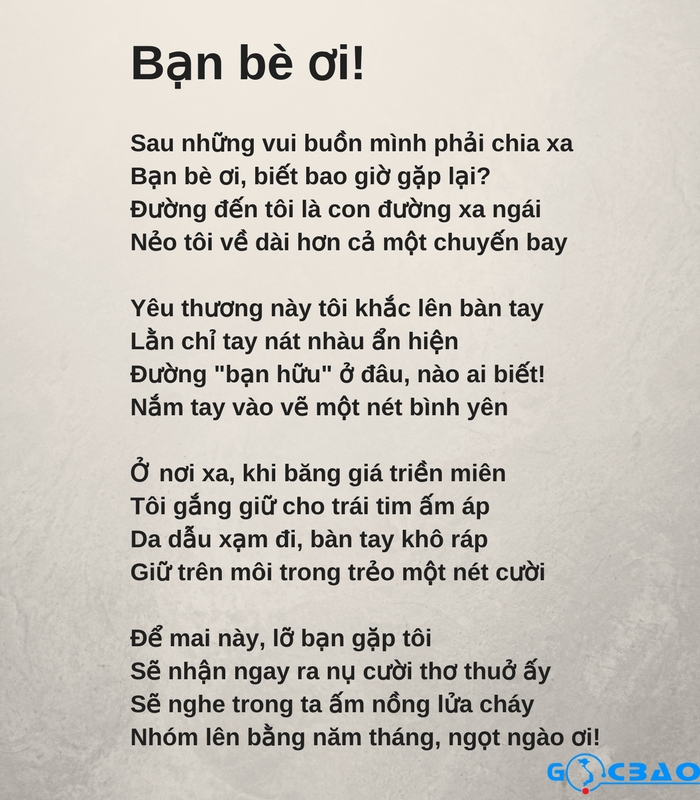 Bạn bè ơi!
Sau những vui buồn mình phải chia xa
Bạn bè ơi, biết bao giờ gặp lại?
Đường đến tôi là con đường xa ngái
Nẻo tôi về dài hơn cả một chuyến bay
Yêu thương này tôi khắc lên bàn tay
Lằn chỉ tay nát nhàu ẩn hiện
Đường "bạn hữu" ở đâu, nào ai biết!
Nắm tay vào vẽ một nét bình yên
Ở nơi xa, khi băng giá triền miên
Tôi gắng giữ cho trái tim ấm áp
Da dẫu xạm đi, bàn tay khô ráp
Giữ trên môi trong trẻo một nét cười
Để mai này, lỡ bạn gặp tôi
Sẽ nhận ngay ra nụ cười thơ thuở ấy
Sẽ nghe trong ta ấm nồng lửa cháy
Nhóm lên bằng năm tháng, ngọt ngào ơi!
GOCBAO